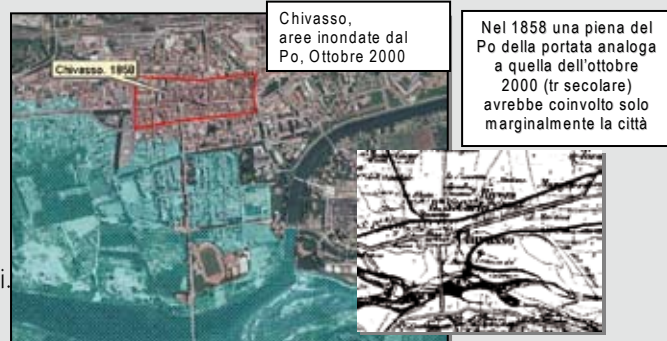 Chivasso,
aree inondate dal
Po, Ottobre 2000
Nel 1858 una piena del
Po della portata analoga
a quella dell'ottobre
2000 (tr secolare)
avrebbe coinvolto solo
marginalmente la città
Chivasso. 1858
i.